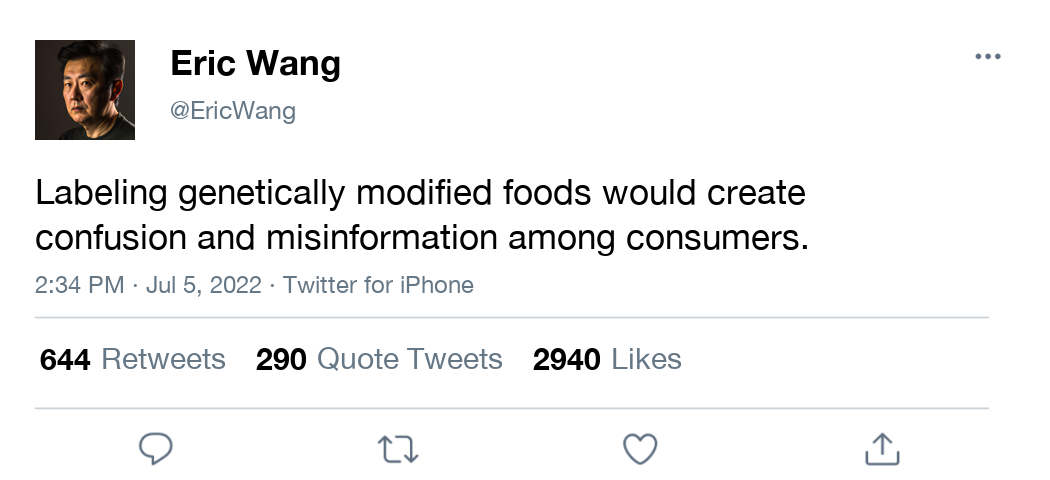 Eric Wang
@EricWang
Labeling genetically modified foods would create
confusion and misinformation among consumers.
2:34 PM · Jul 5, 2022 · Twitter for iPhone
644 Retweets 290 Quote Tweets 2940 Likes